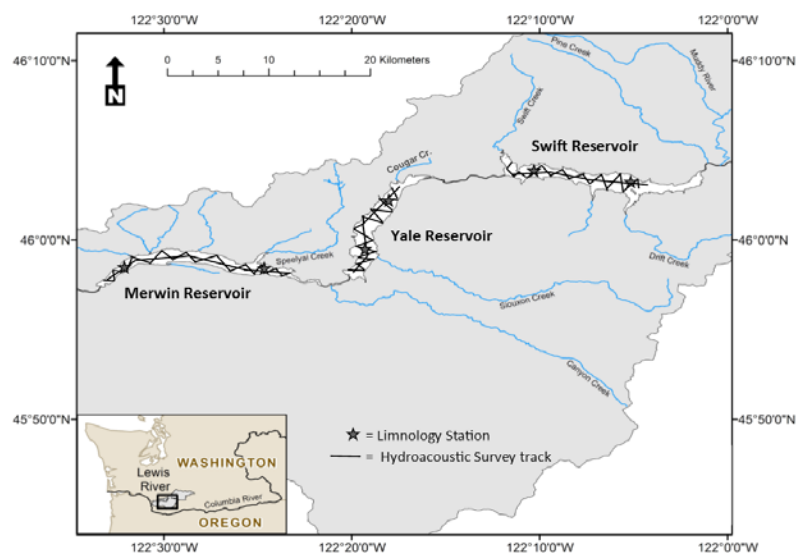 122°30'0"W 122°20'0"W 122°10'0"W 122°0'0"W
46°10'0"N 46°10'0"N
0 5 10 20 Kilometers
N
Pine Creek
Muddy River
Swift Creek
Swift Reservoir
Cougar Cr.
46°0'0"N 46°0'0"N
Yale Reservoir
Speelyai Creek
Drift Creek
Merwin Reservoir
Siouxon Creek
Canyon Creek
45°50'0"N 45°50'0"N
= Limnology Station
= Hydroacoustic Survey track
WASHINGTON
Lewis
River
Columbia River
OREGON
122°30'0"W 122°20'0"W 122°10'0"W 122°0'0"W